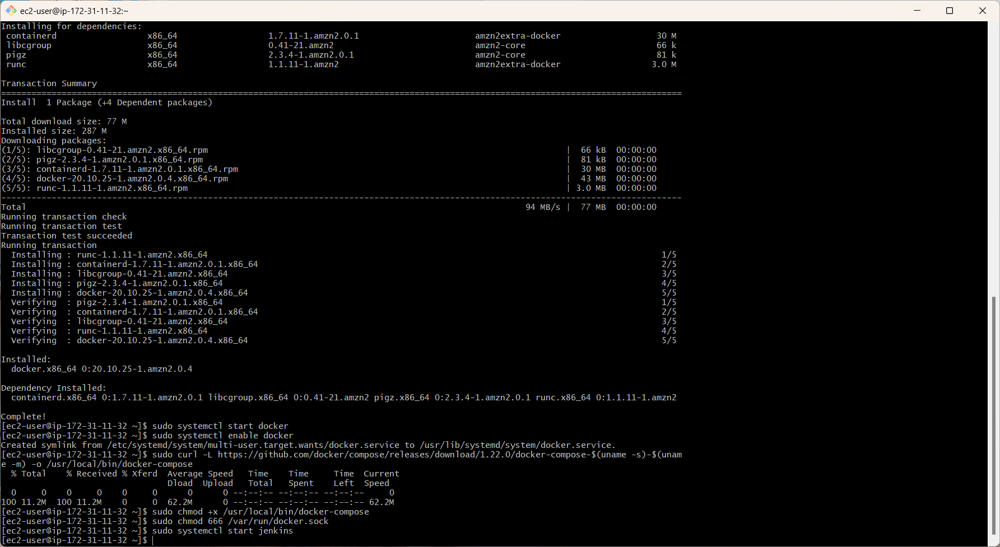 ec2-user@ip-172-31-11-32:~
Installing for dependencies:
 containerd                  x86_64                  1.7.11-1.amzn2.0.1                       amzn2extra-docker                   30 M
 libcgroup                   x86_64                  0.41-21.amzn2                            amzn2-core                          66 k
 pigz                        x86_64                  2.3.4-1.amzn2.0.1                        amzn2-core                          81 k
 runc                        x86_64                  1.1.11-1.amzn2                           amzn2extra-docker                  3.0 M
Transaction Summary
=======================================================================================================================================
Install  1 Package (+4 Dependent packages)
Total download size: 77 M
Installed size: 287 M
Downloading packages:
(1/5): libcgroup-0.41-21.amzn2.x86_64.rpm                                                                       |  66 kB  00:00:00
(2/5): pigz-2.3.4-1.amzn2.0.1.x86_64.rpm                                                                        |  81 kB  00:00:00
(3/5): containerd-1.7.11-1.amzn2.0.1.x86_64.rpm                                                                 |  30 MB  00:00:00
(4/5): docker-20.10.25-1.amzn2.0.4.x86_64.rpm                                                                   |  43 MB  00:00:00
(5/5): runc-1.1.11-1.amzn2.x86_64.rpm                                                                           | 3.0 MB  00:00:00
---------------------------------------------------------------------------------------------------------------------------------------
Total                                                                                                   94 MB/s |  77 MB  00:00:00
Running transaction check
Running transaction test
Transaction test succeeded
Running transaction
  Installing : runc-1.1.11-1.amzn2.x86_64                                                                                          1/5
  Installing : containerd-1.7.11-1.amzn2.0.1.x86_64                                                                                2/5
  Installing : libcgroup-0.41-21.amzn2.x86_64                                                                                      3/5
  Installing : pigz-2.3.4-1.amzn2.0.1.x86_64                                                                                       4/5
  Installing : docker-20.10.25-1.amzn2.0.4.x86_64                                                                                  5/5
  Verifying  : pigz-2.3.4-1.amzn2.0.1.x86_64                                                                                       1/5
  Verifying  : containerd-1.7.11-1.amzn2.0.1.x86_64                                                                                2/5
  Verifying  : libcgroup-0.41-21.amzn2.x86_64                                                                                      3/5
  Verifying  : runc-1.1.11-1.amzn2.x86_64                                                                                          4/5
  Verifying  : docker-20.10.25-1.amzn2.0.4.x86_64                                                                                  5/5
Installed:
  docker.x86_64 0:20.10.25-1.amzn2.0.4
Dependency Installed:
  containerd.x86_64 0:1.7.11-1.amzn2.0.1 libcgroup.x86_64 0:0.41-21.amzn2 pigz.x86_64 0:2.3.4-1.amzn2.0.1 runc.x86_64 0:1.1.11-1.amzn2
Complete!
[ec2-user@ip-172-31-11-32 ~]$ sudo systemctl start docker
[ec2-user@ip-172-31-11-32 ~]$ sudo systemctl enable docker
Created symlink from /etc/systemd/system/multi-user.target.wants/docker.service to /usr/lib/systemd/system/docker.service.
[ec2-user@ip-172-31-11-32 ~]$ sudo curl -L https://github.com/docker/compose/releases/download/1.22.0/docker-compose-$(uname -s)-$(unam
e -m) -o /usr/local/bin/docker-compose
  % Total    % Received % Xferd  Average Speed   Time    Time     Time  Current
                                 Dload  Upload   Total   Spent    Left  Speed
  0     0    0     0    0     0      0      0 --:--:-- --:--:-- --:--:--     0
100 11.2M  100 11.2M    0     0  62.2M      0 --:--:-- --:--:-- --:--:-- 62.2M
[ec2-user@ip-172-31-11-32 ~]$ sudo chmod +x /usr/local/bin/docker-compose
[ec2-user@ip-172-31-11-32 ~]$ sudo chmod 666 /var/run/docker.sock
[ec2-user@ip-172-31-11-32 ~]$ sudo systemctl start jenkins
[ec2-user@ip-172-31-11-32 ~]$